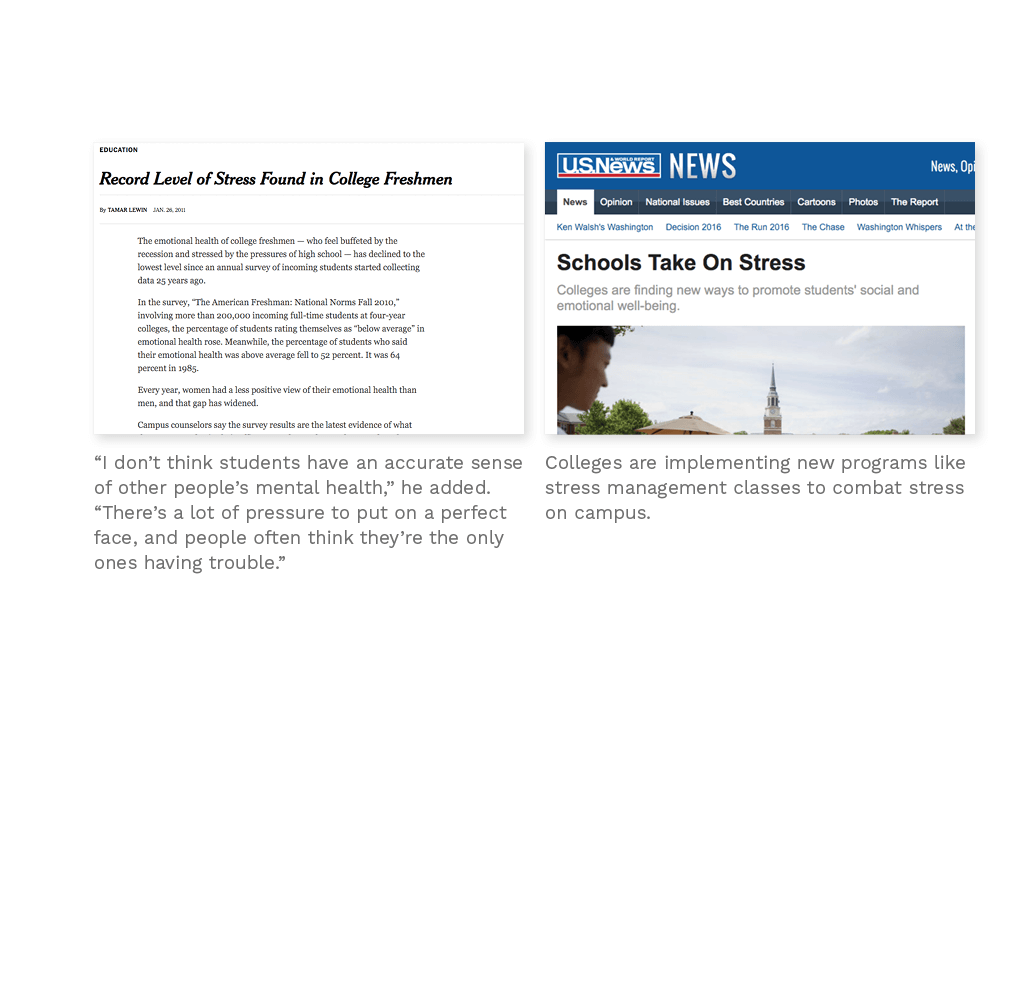 EDUCATION
Record Level of Stress Found in College Freshmen
By TAMAR LEWIN JAN. 26, 2011
The emotional health of college freshmen — who feel buffeted by the
recession and stressed by the pressures of high school — has declined to the
lowest level since an annual survey of incoming students started collecting
data 25 years ago.
In the survey, “The American Freshman: National Norms Fall 2010,”
involving more than 200,000 incoming full-time students at four-year
colleges, the percentage of students rating themselves as “below average” in
emotional health rose. Meanwhile, the percentage of students who said
their emotional health was above average fell to 52 percent. It was 64
percent in 1985.
Every year, women had a less positive view of their emotional health than
men, and that gap has widened.
Campus counselors say the survey results are the latest evidence of what
“I don’t think students have an accurate sense
of other people’s mental health,” he added.
“There’s a lot of pressure to put on a perfect
face, and people often think they’re the only
ones having trouble.”
U.S.News & WORLD REPORT NEWS
News, Opi
News Opinion National Issues Best Countries Cartoons Photos The Report
Ken Walsh's Washington Decision 2016 The Run 2016 The Chase Washington Whispers At the
Schools Take On Stress
Colleges are finding new ways to promote students' social and
emotional well-being.
Colleges are implementing new programs like
stress management classes to combat stress
on campus.